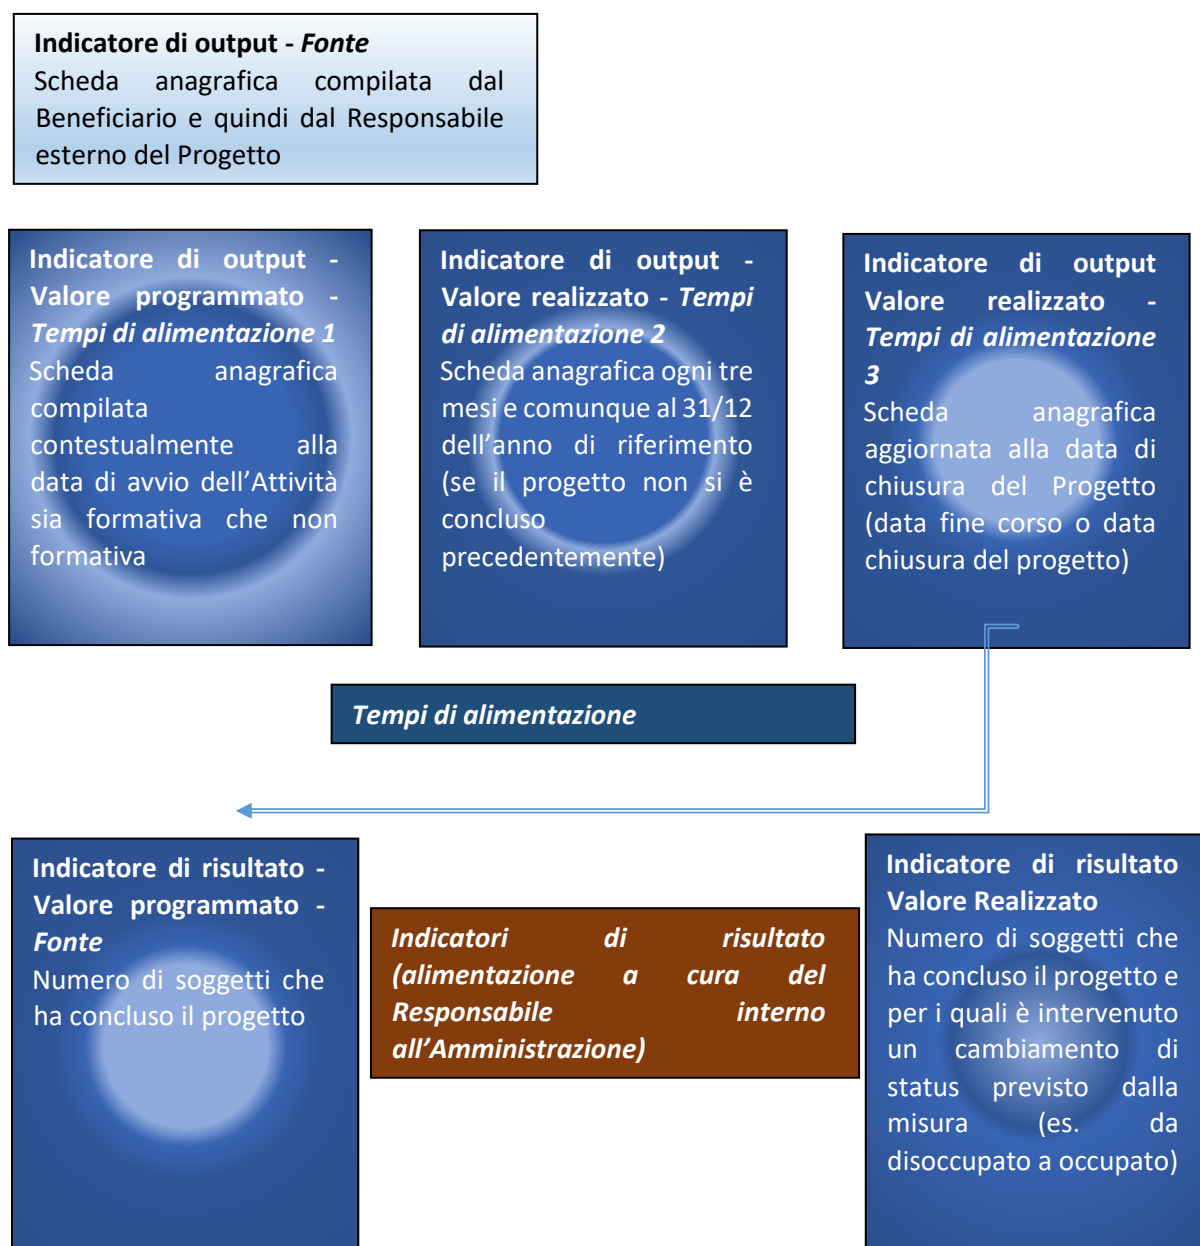 Indicatore di output - Fonte
Scheda anagrafica compilata dal
Beneficiario e quindi dal Responsabile
esterno del Progetto
Indicatore di output -
Valore programmato -
Tempi di alimentazione 1
Scheda anagrafica
compilata
contestualmente alla
data di avvio dell’Attività
sia formativa che non
formativa
Indicatore di output -
Valore realizzato - Tempi
di alimentazione 2
Scheda anagrafica ogni tre
mesi e comunque al 31/12
dell’anno di riferimento
(se il progetto non si è
concluso
precedentemente)
Indicatore di output
Valore realizzato -
Tempi di alimentazione
3
Scheda anagrafica
aggiornata alla data di
chiusura del Progetto
(data fine corso o data
chiusura del progetto)
Tempi di alimentazione
Indicatore di risultato -
Valore programmato -
Fonte
Numero di soggetti che
ha concluso il progetto
Indicatori di risultato
(alimentazione a cura del
Responsabile interno
all’Amministrazione)
Indicatore di risultato
Valore Realizzato
Numero di soggetti che
ha concluso il progetto e
per i quali è intervenuto
un cambiamento di
status previsto dalla
misura (es. da
disoccupato a occupato)